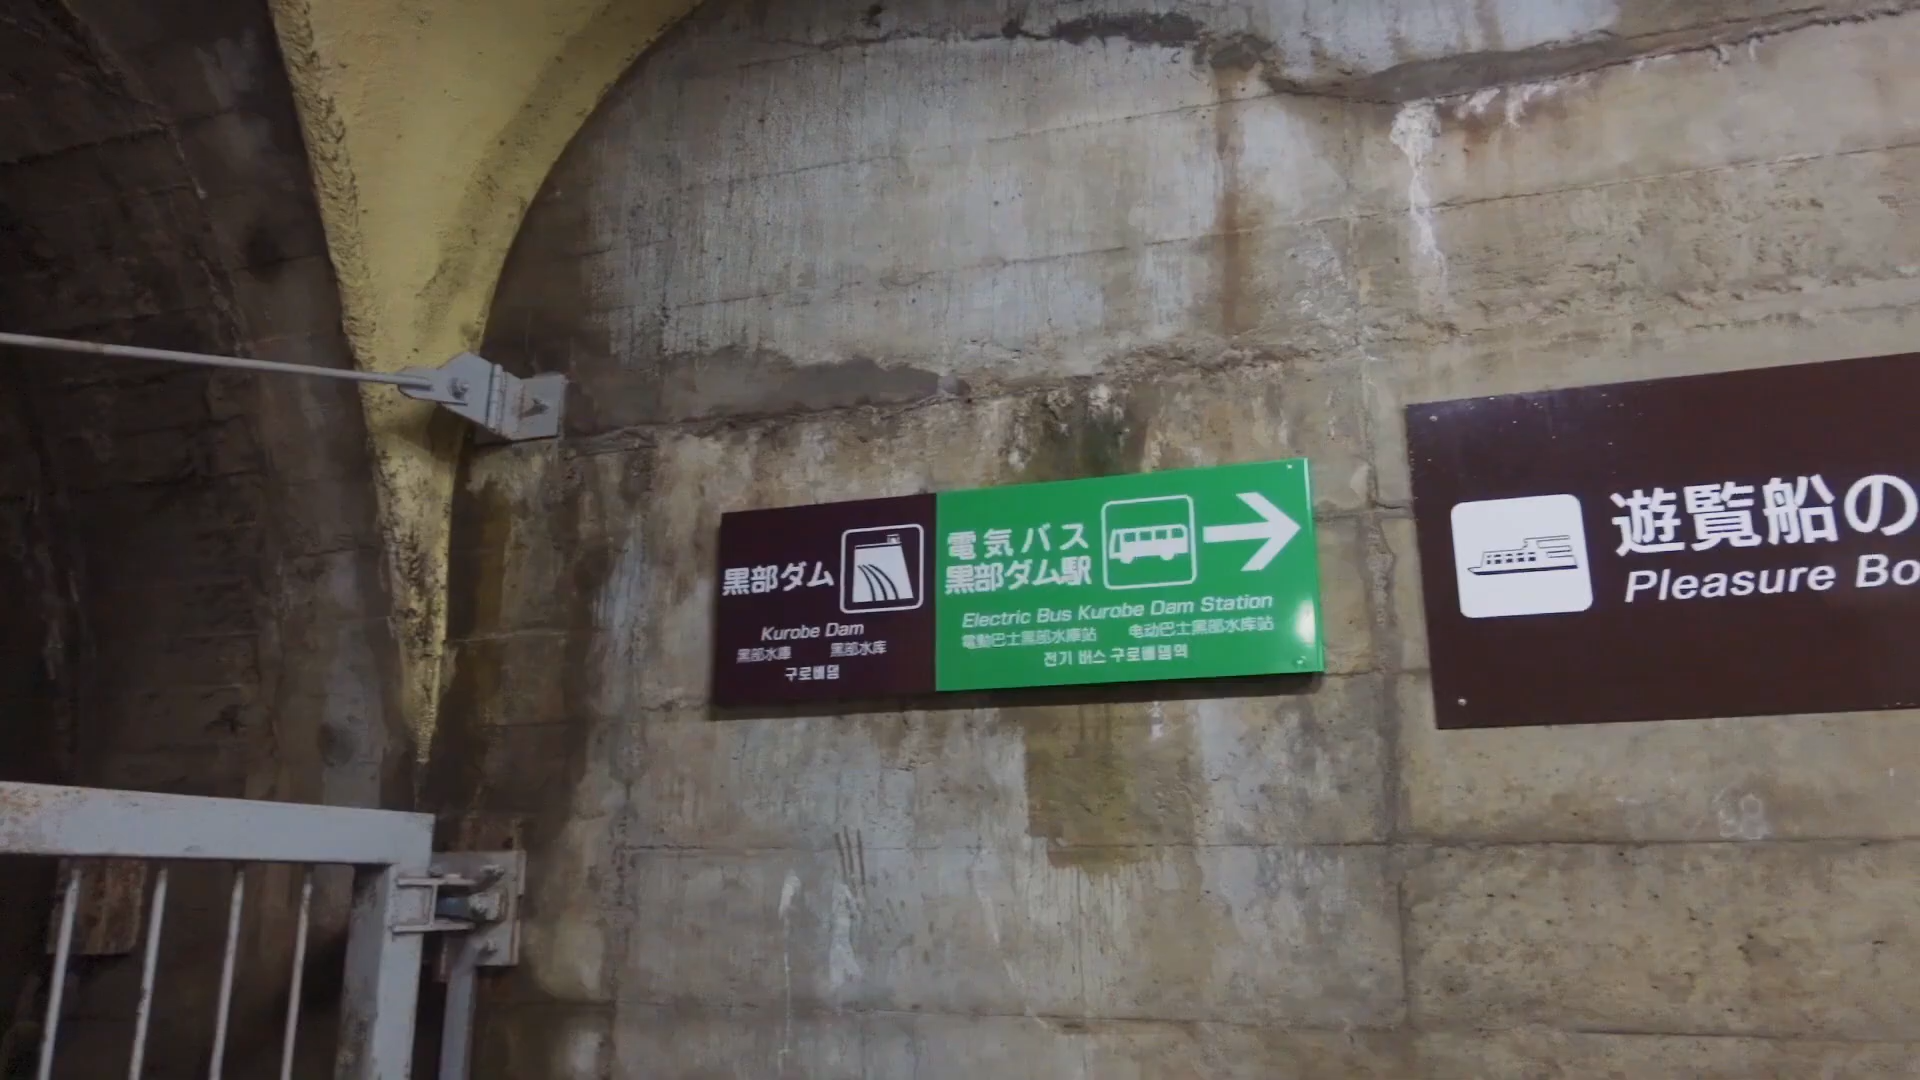 黒部ダム
Kurobe Dam
黑部水庫 黑部水库
구로베댐
電気バス
黒部ダム駅
Electric Bus Kurobe Dam Station
電動巴士黑部水庫站 电动巴士黑部水库站
전기 버스 구로베댐역
遊覧船の
Pleasure Bo